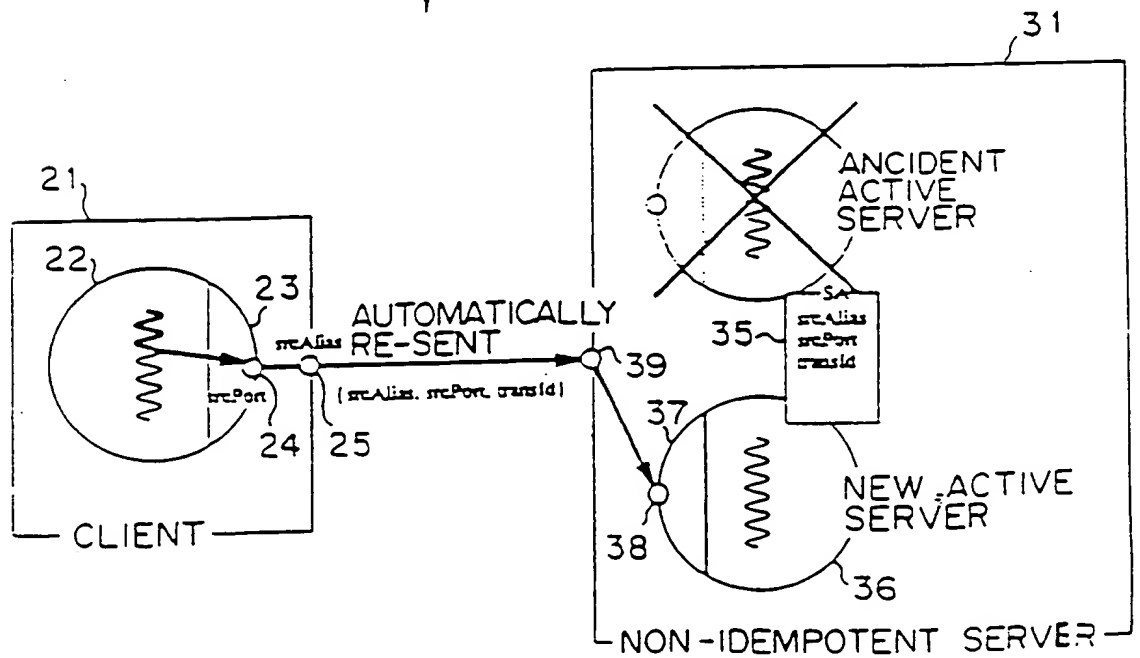 31
21
ANCIDENT
ACTIVE
SERVER
22
23
AUTOMATICALLY
RE-SENT
srcAlias
SA
srcAlias
srcPort
transId
35
39
srcPort
(srcAlias, srcPort, transId)
24
25
37
38
NEW-ACTIVE
SERVER
36
CLIENT
NON-IDEMPOTENT SERVER